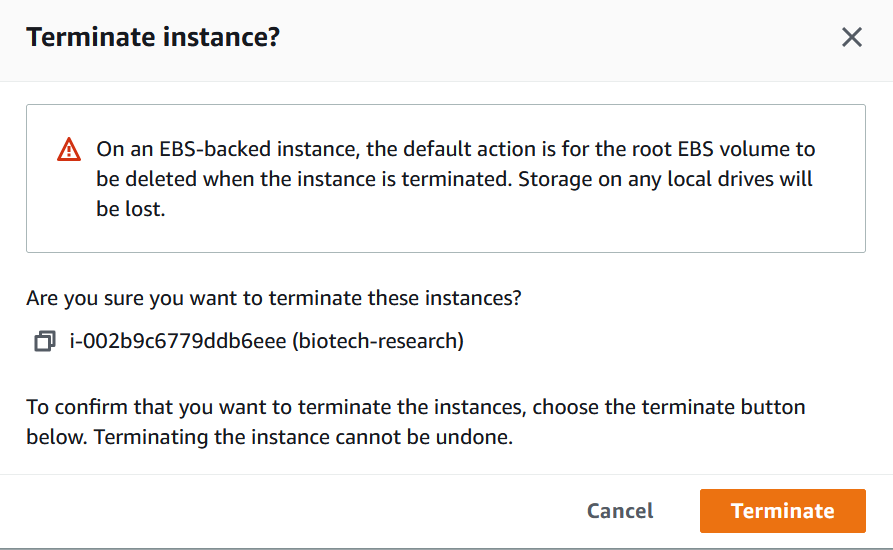 Terminate instance?
On an EBS-backed instance, the default action is for the root EBS volume to
be deleted when the instance is terminated. Storage on any local drives will
be lost.
Are you sure you want to terminate these instances?
i-002b9c6779ddb6eee (biotech-research)
To confirm that you want to terminate the instances, choose the terminate button
below. Terminating the instance cannot be undone.
Cancel Terminate